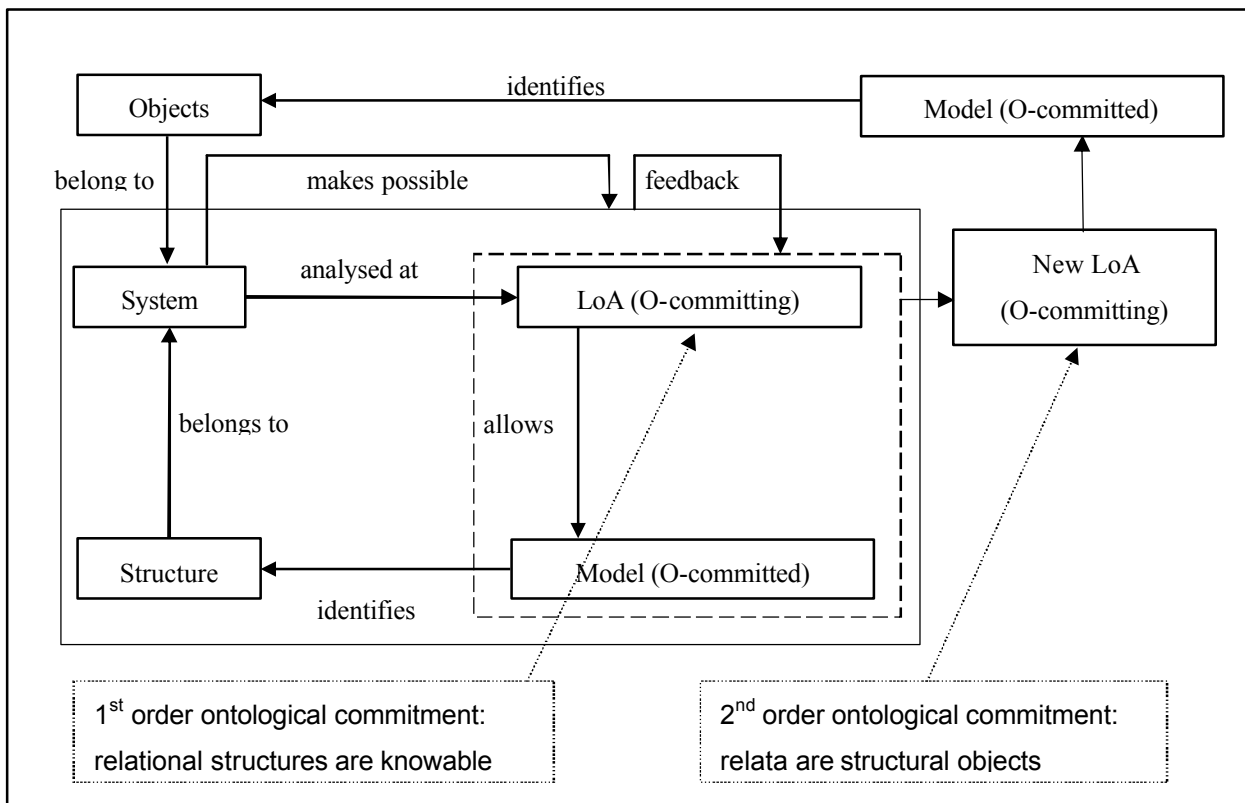 identifies
Objects
Model (O-committed)
belong to
makes possible
feedback
System
analysed at
LoA (O-committing)
New LoA
(O-committing)
belongs to
allows
Structure
Model (O-committed)
identifies
1st order ontological commitment:
relational structures are knowable
2nd order ontological commitment:
relata are structural objects